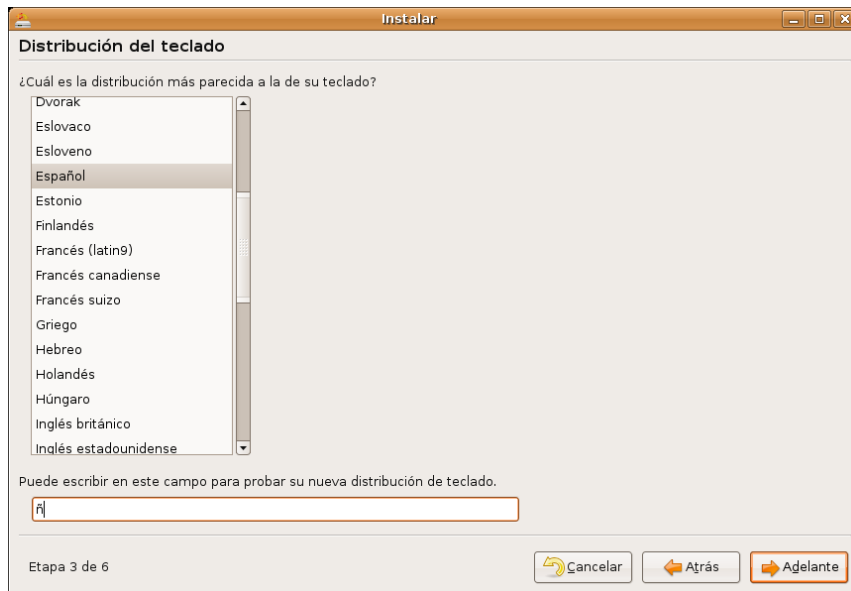 Instalar
Distribución del teclado
¿Cuál es la distribución más parecida a la de su teclado?
Dvorak
Eslovaco
Esloveno
Español
Estonio
Finlandés
Francés (latin9)
Francés canadiense
Francés suizo
Griego
Hebreo
Holandés
Húngaro
Inglés británico
Inglés estadounidense
Puede escribir en este campo para probar su nueva distribución de teclado.
ñ
Etapa 3 de 6
Cancelar
Atrás
Adelante